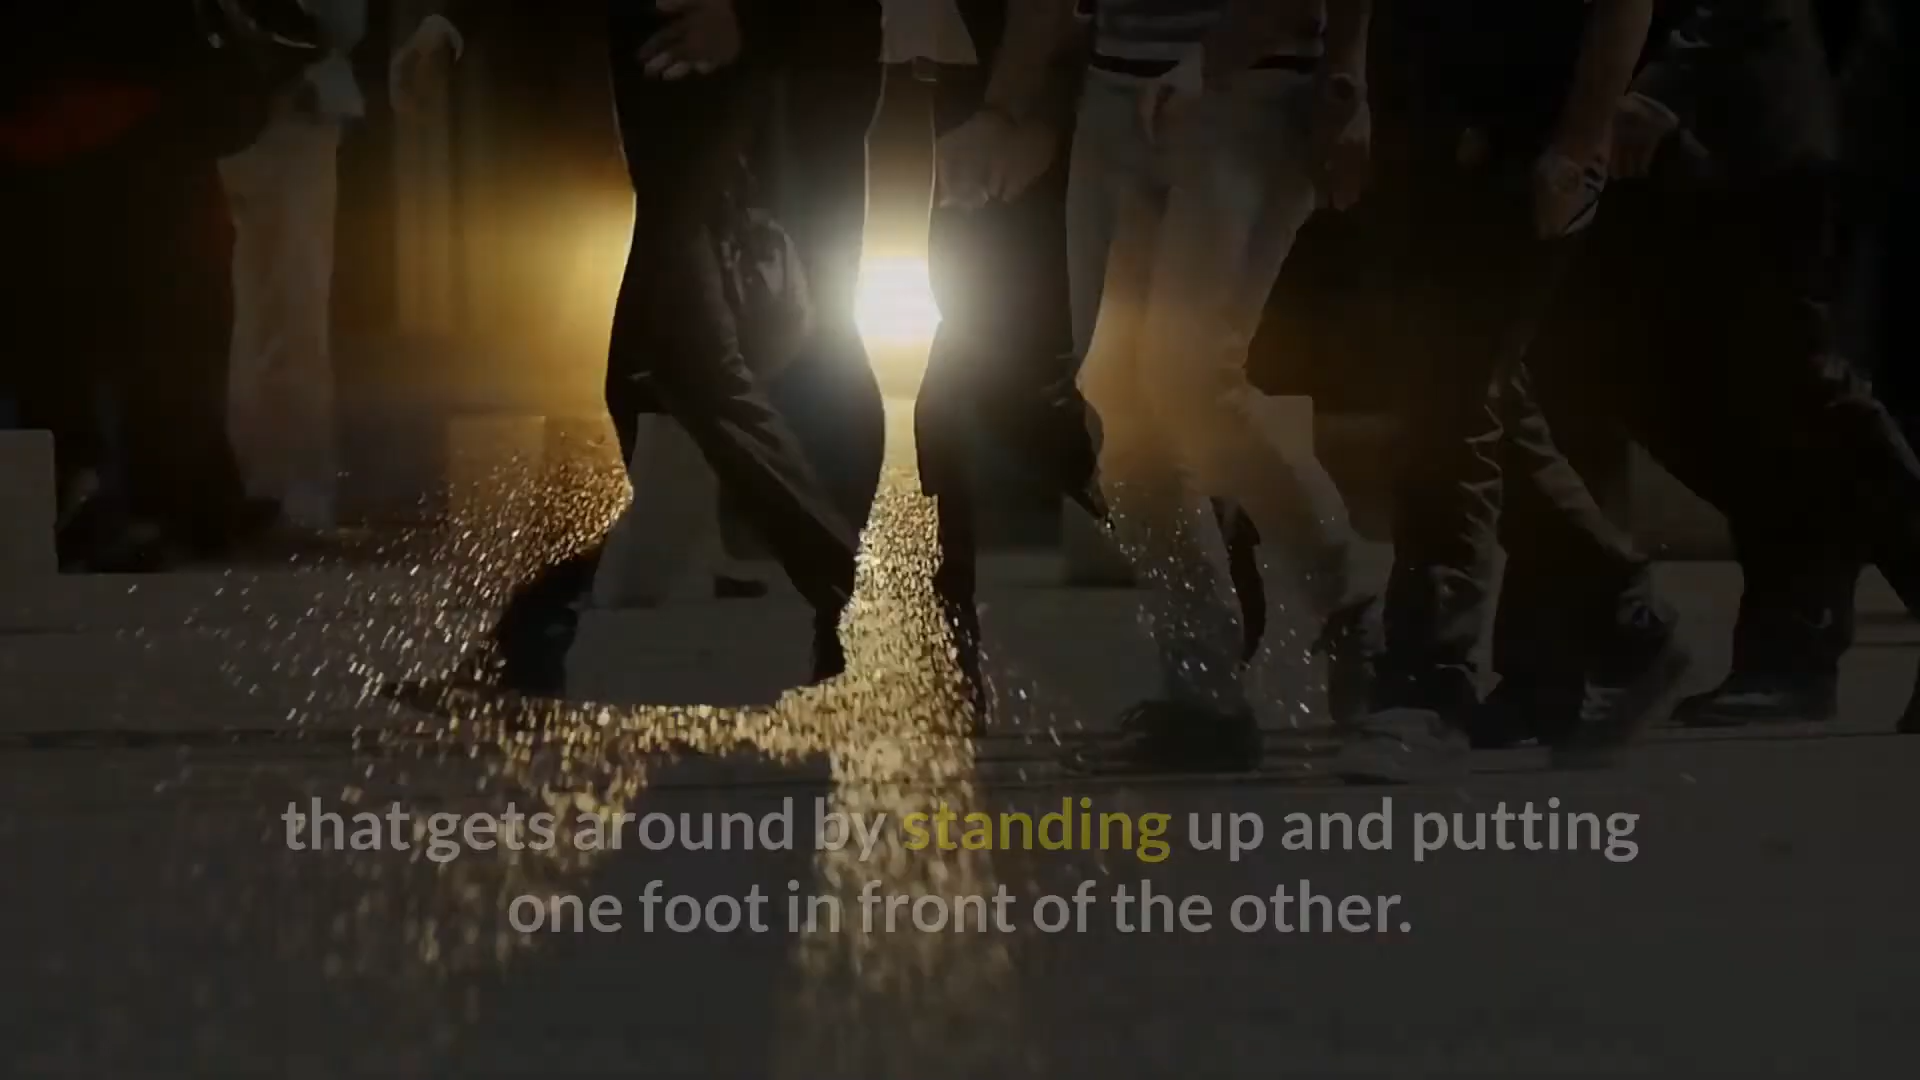 that gets around by standing up and putting
one foot in front of the other.